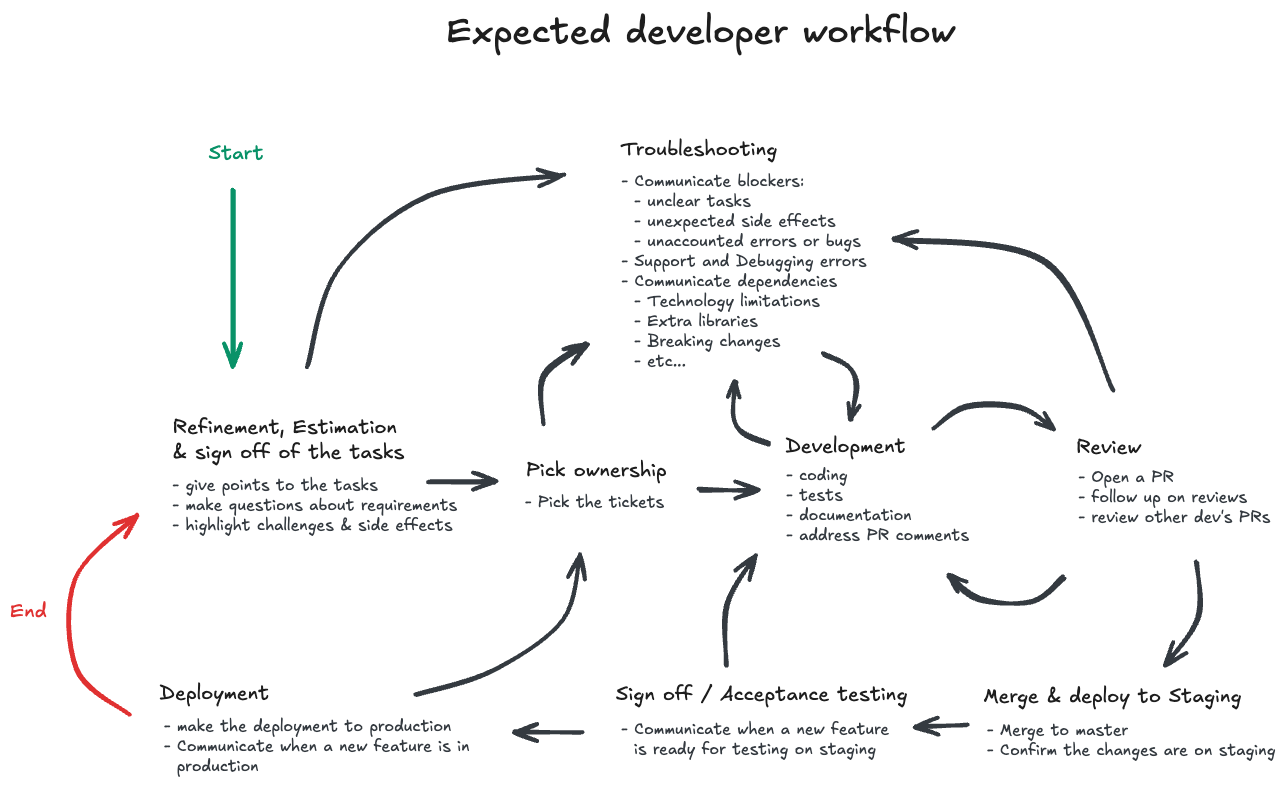 Expected developer workflow
Start
Troubleshooting
- Communicate blockers:
- unclear tasks
- unexpected side effects
- unaccounted errors or bugs
- Support and Debugging errors
- Communicate dependencies
- Technology limitations
- Extra libraries
- Breaking changes
- etc...
Refinement, Estimation
& sign off of the tasks
- give points to the tasks
- make questions about requirements
- highlight challenges & side effects
Pick ownership
- Pick the tickets
Development
- coding
- tests
- documentation
- address PR comments
Review
- Open a PR
- follow up on reviews
- review other dev's PRs
End
Deployment
- make the deployment to production
- Communicate when a new feature is in
production
Sign off / Acceptance testing
- Communicate when a new feature
is ready for testing on staging
Merge & deploy to Staging
- Merge to master
- Confirm the changes are on staging